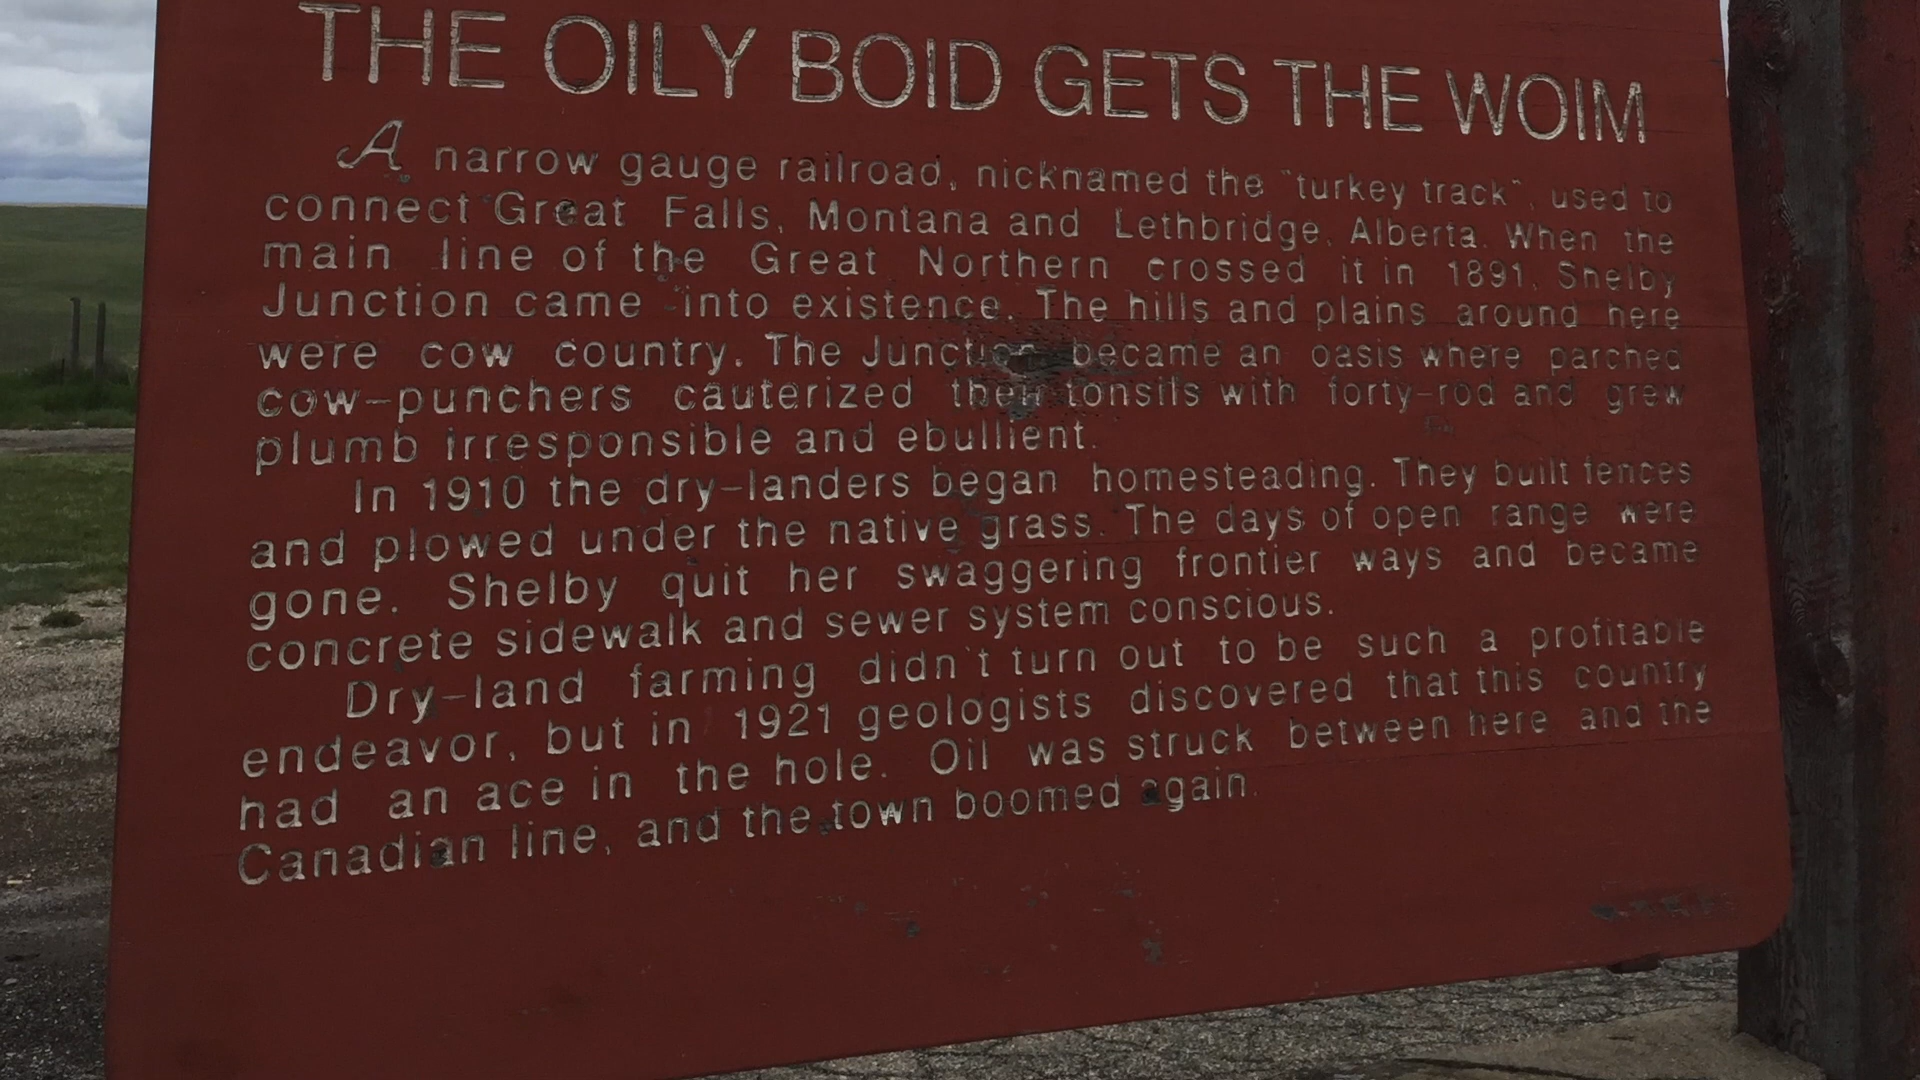 THE OILY BOID GETS THE WOIM
A narrow gauge railroad, nicknamed the "turkey track", used to
connect Great Falls, Montana and Lethbridge, Alberta. When the
main line of the Great Northern crossed it in 1891, Shelby
Junction came into existence. The hills and plains around here
were cow country. The Junction became an oasis where parched
cow-punchers cauterized their tonsils with forty-rod and grew
plumb irresponsible and ebullient.
In 1910 the dry-landers began homesteading. They built fences
and plowed under the native grass. The days of open range were
gone. Shelby quit her swaggering frontier ways and became
concrete sidewalk and sewer system conscious.
Dry-land farming didn't turn out to be such a profitable
endeavor, but in 1921 geologists discovered that this country
had an ace in the hole. Oil was struck between here and the
Canadian line, and the town boomed again.